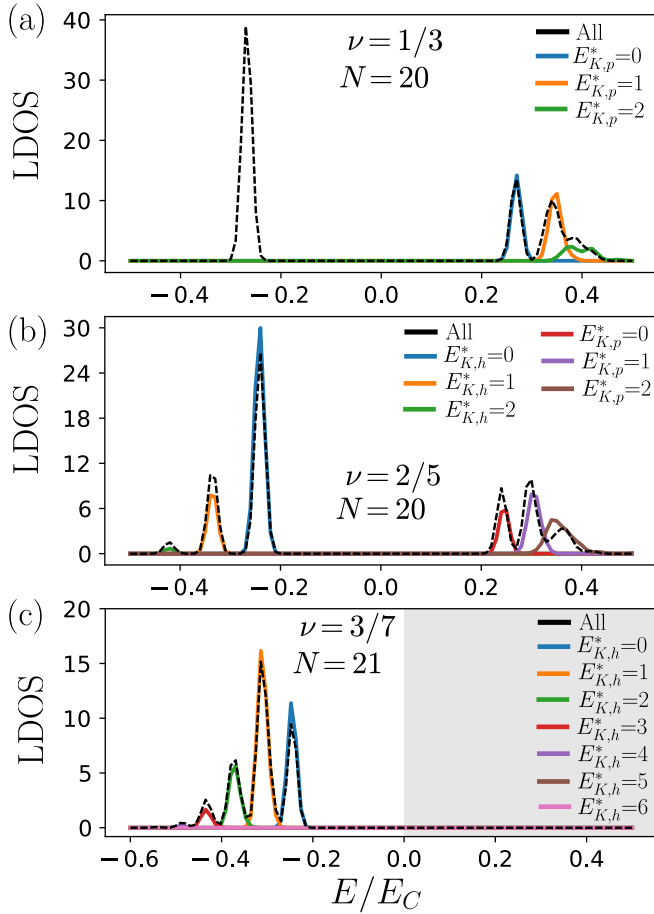 (a)
LDOS
40
30
20
10
0
ν = 1/3
N = 20
All
E*K,p=0
E*K,p=1
E*K,p=2
−0.4 −0.2 0.0 0.2 0.4
(b)
LDOS
30
24
18
12
6
0
All
E*K,h=0
E*K,h=1
E*K,h=2
E*K,p=0
E*K,p=1
E*K,p=2
ν = 2/5
N = 20
−0.4 −0.2 0.0 0.2 0.4
(c)
LDOS
20
15
10
5
0
ν = 3/7
N = 21
All
E*K,h=0
E*K,h=1
E*K,h=2
E*K,h=3
E*K,h=4
E*K,h=5
E*K,h=6
−0.6 −0.4 −0.2 0.0 0.2 0.4
E/EC